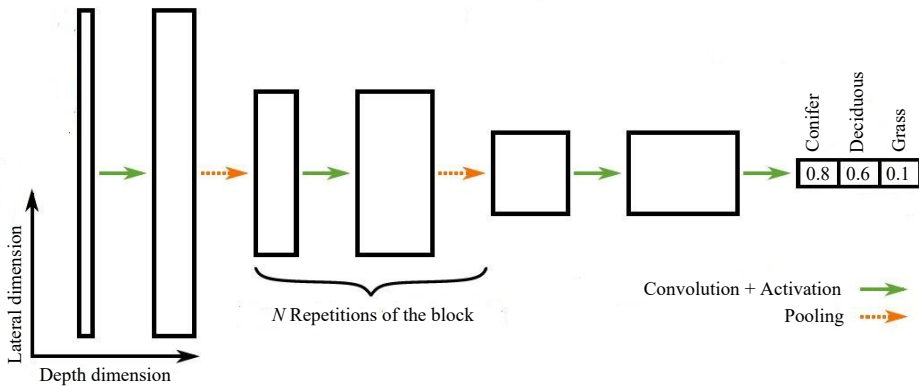 Conifer
Deciduous
Grass
0.8 0.6 0.1
Lateral dimension
Depth dimension
N Repetitions of the block
Convolution + Activation
Pooling